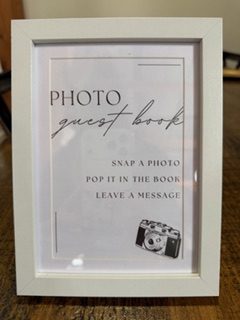 PHOTO
guest book
SNAP A PHOTO
POP IT IN THE BOOK
LEAVE A MESSAGE